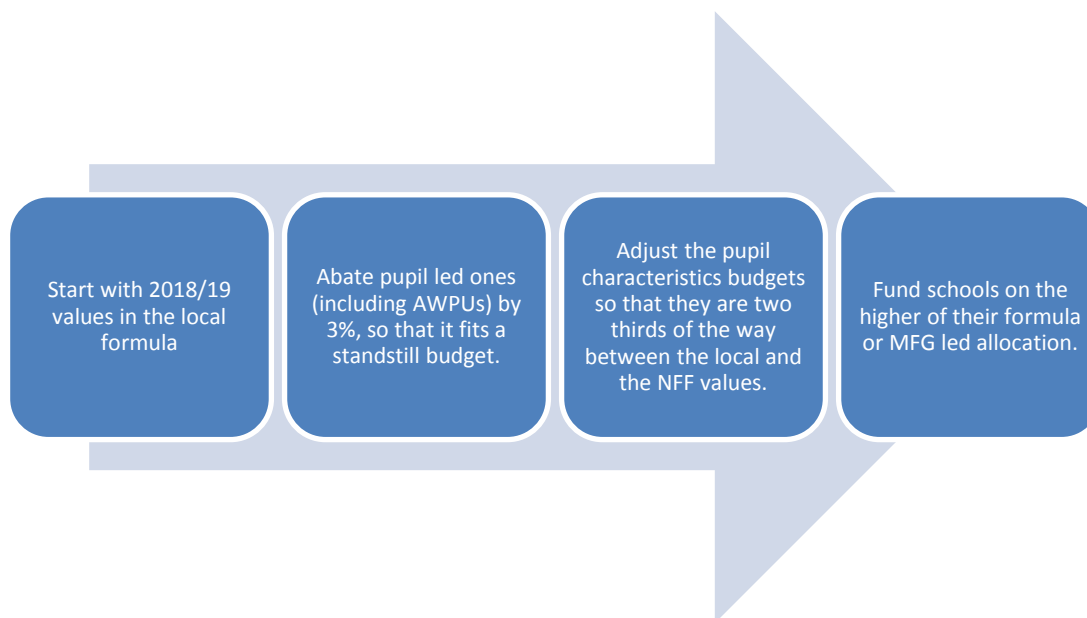 Start with 2018/19
values in the local
formula
Abate pupil led ones
(including AWPUs) by
3%, so that it fits a
standstill budget.
Adjust the pupil
characteristics budgets
so that they are two
thirds of the way
between the local and
the NFF values.
Fund schools on the
higher of their formula
or MFG led allocation.